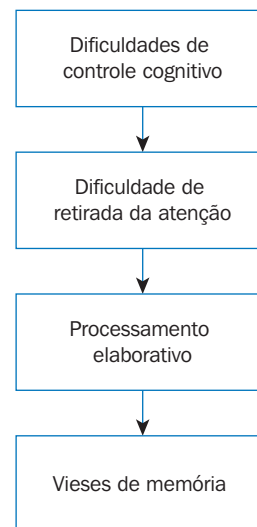 Dificuldades de
controle cognitivo
Dificuldade de
retirada da atenção
Processamento
elaborativo
Vieses de memória